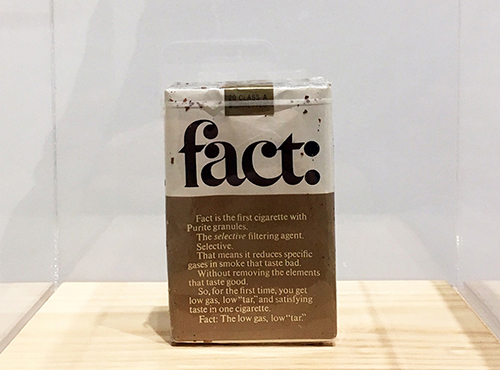 20 CLASS A
fact:
Fact is the first cigarette with
Purite granules.
The selective filtering agent.
Selective.
That means it reduces specific
gases in smoke that taste bad.
Without removing the elements
that taste good.
So, for the first time, you get
low gas, low "tar," and satisfying
taste in one cigarette.
Fact: The low gas, low "tar."